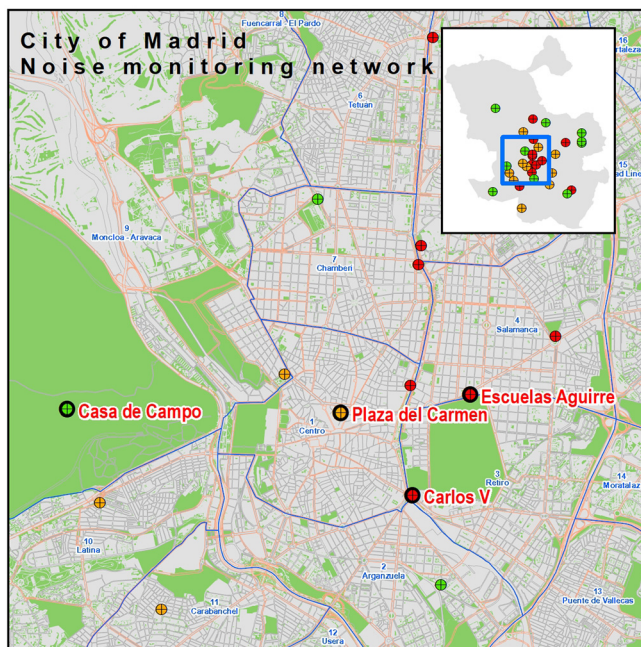 City of Madrid
Noise monitoring network
8
Fuencarral - El Pardo
16
6
Tetuán
15
9
Moncloa - Aravaca
7
Chamberí
4
Salamanca
Escuelas Aguirre
Casa de Campo
Plaza del Carmen
1
Centro
3
Retiro
14
Moratalaz
Carlos V
10
Latina
2
Arganzuela
11
Carabanchel
13
Puente de Vallecas
12
Usera